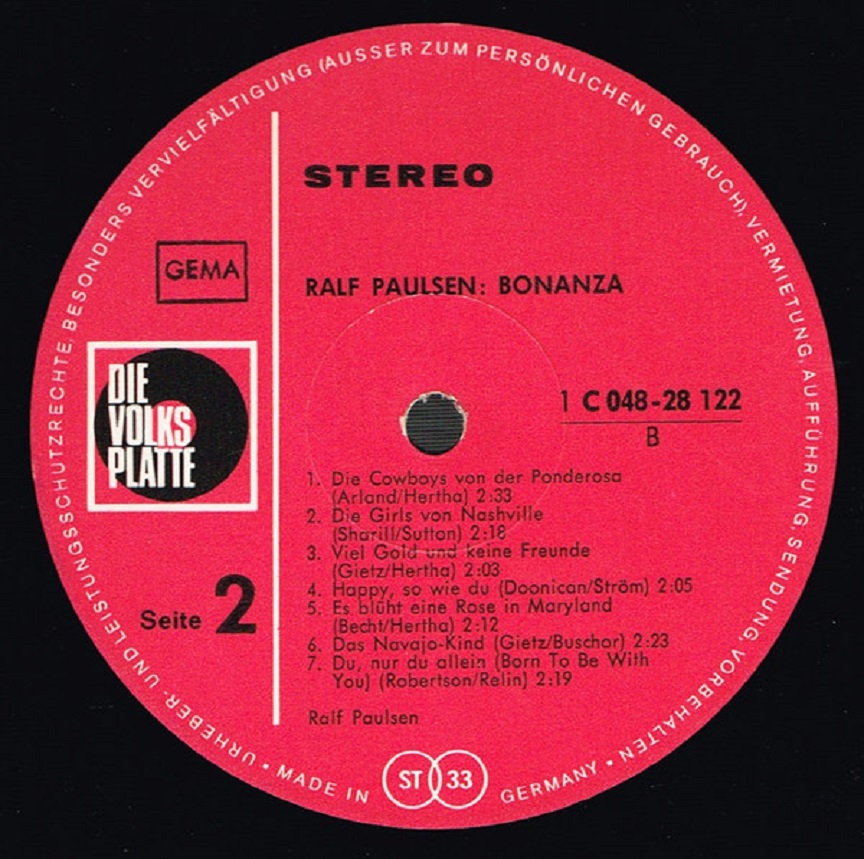 URHEBER- UND LEISTUNGSSCHUTZRECHTE, BESONDERS VERVIELFÄLTIGUNG (AUSSER ZUM PERSÖNLICHEN GEBRAUCH), VERMIETUNG, AUFFÜHRUNG, SENDUNG, VORBEHALTEN
STEREO
GEMA
RALF PAULSEN: BONANZA
DIE
VOLKS
PLATTE
1 C 048-28 122
B
1. Die Cowboys von der Ponderosa
(Arland/Hertha) 2:33
2. Die Girls von Nashville
(Sharill/Sutton) 2:18
3. Viel Gold und keine Freunde
(Gietz/Hertha) 2:03
4. Happy, so wie du (Doonican/Ström) 2:05
5. Es blüht eine Rose in Maryland
(Becht/Hertha) 2:12
6. Das Navajo-Kind (Gietz/Buschor) 2:23
7. Du, nur du allein (Born To Be With
You) (Robertson/Relin) 2:19
Seite 2
Ralf Paulsen
• MADE IN ST 33 GERMANY •